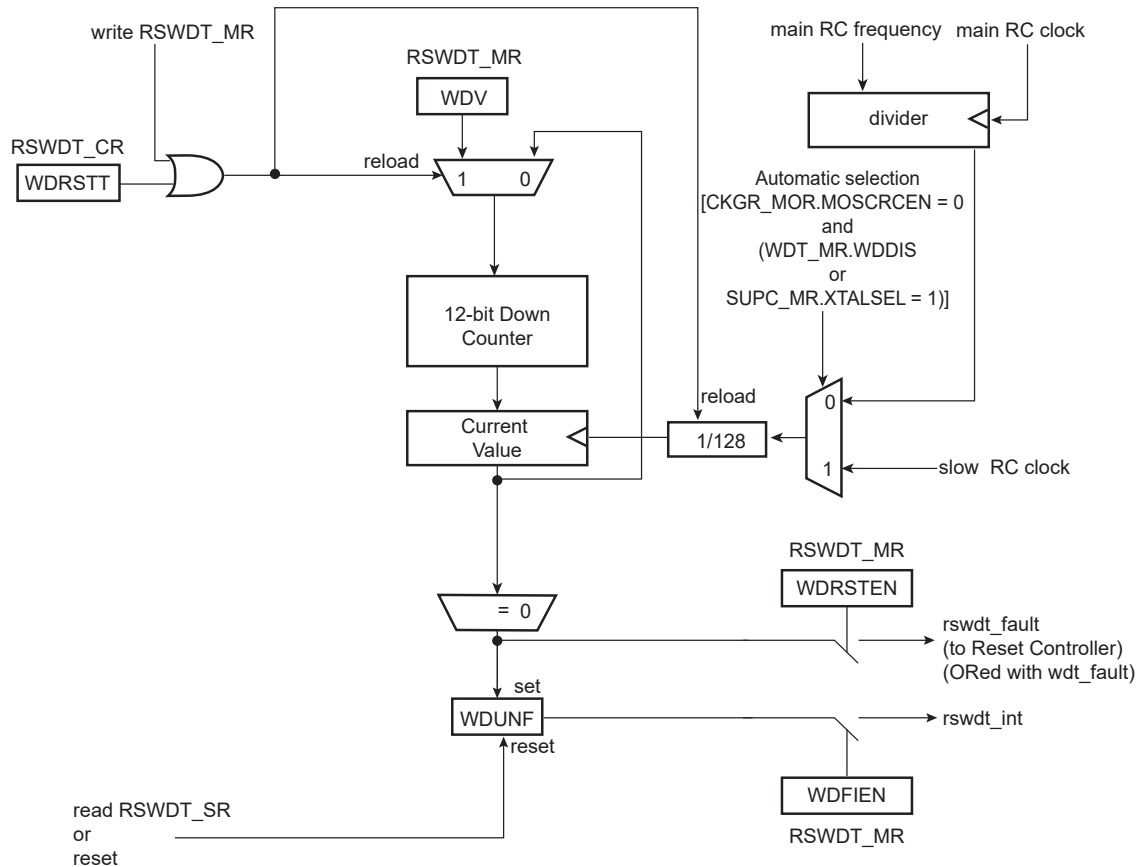 write RSWDT_MR
main RC frequency
main RC clock
RSWDT_MR
WDV
divider
RSWDT_CR
WDRSTT
reload
1 0
Automatic selection
[CKGR_MOR.MOSCRCEN = 0
and
(WDT_MR.WDDIS
or
SUPC_MR.XTALSEL = 1)]
12-bit Down
Counter
reload
0
Current
Value
1/128
1
slow RC clock
RSWDT_MR
WDRSTEN
= 0
rswdt_fault
(to Reset Controller)
(ORed with wdt_fault)
set
WDUNF
reset
rswdt_int
WDFIEN
RSWDT_MR
read RSWDT_SR
or
reset